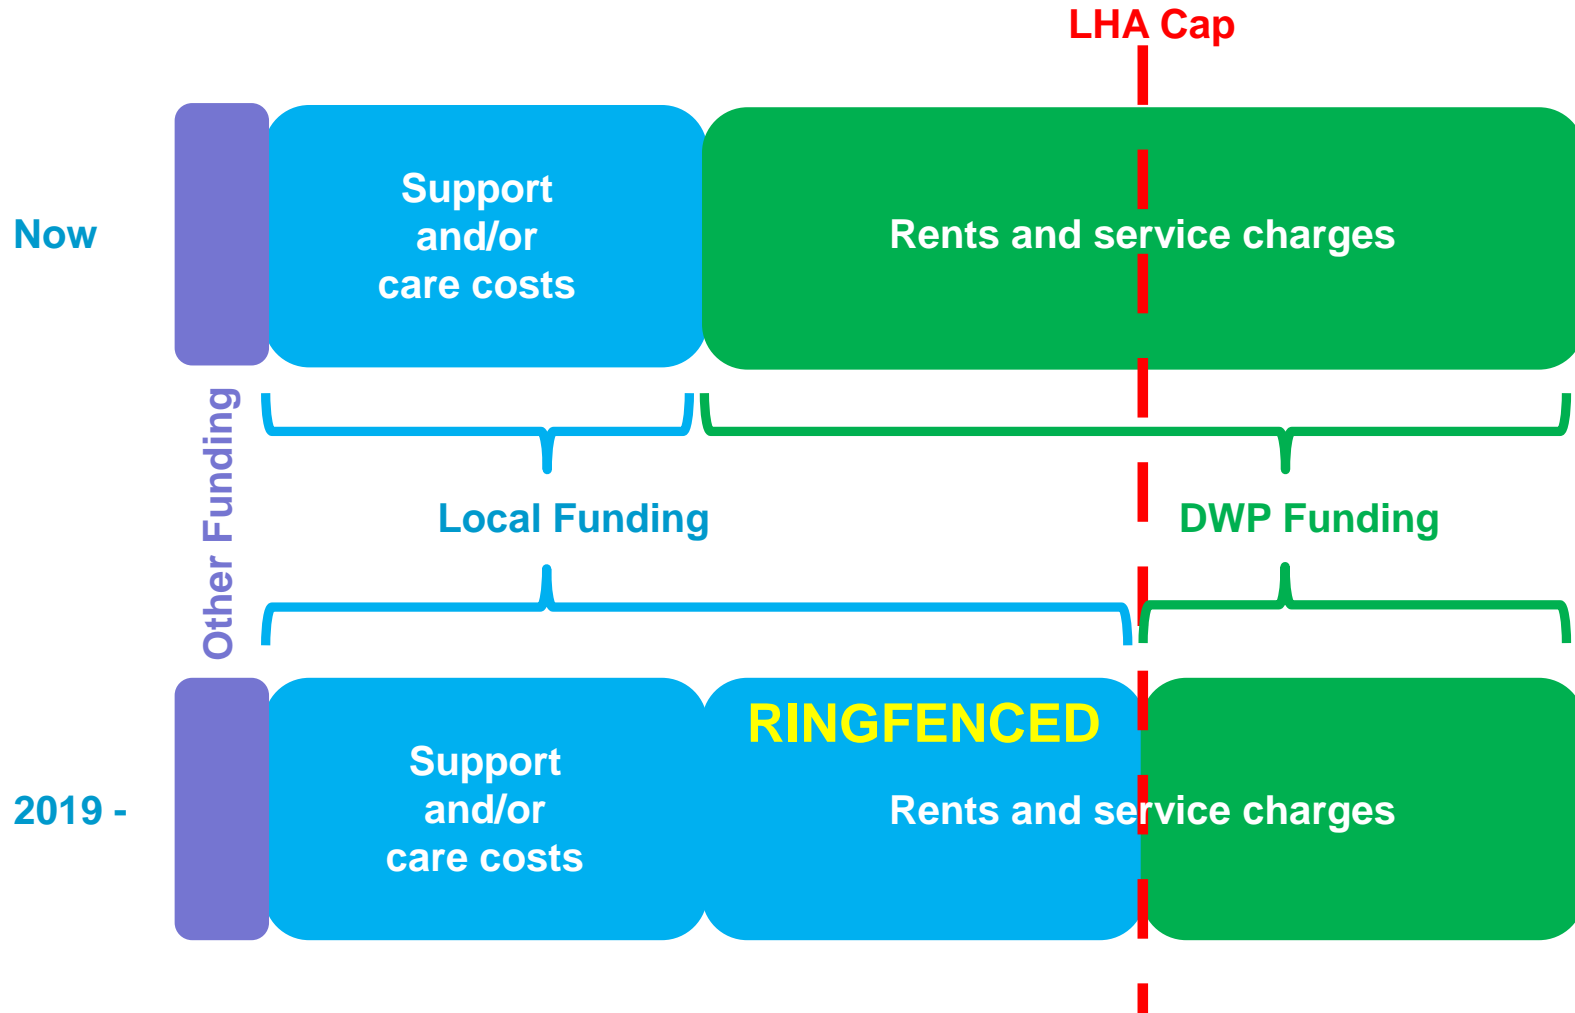 LHA Cap
Support
and/or
care costs
Now
Rents and service charges
Other Funding
Local Funding
DWP Funding
RINGFENCED
Support
and/or
care costs
2019 -
Rents and service charges